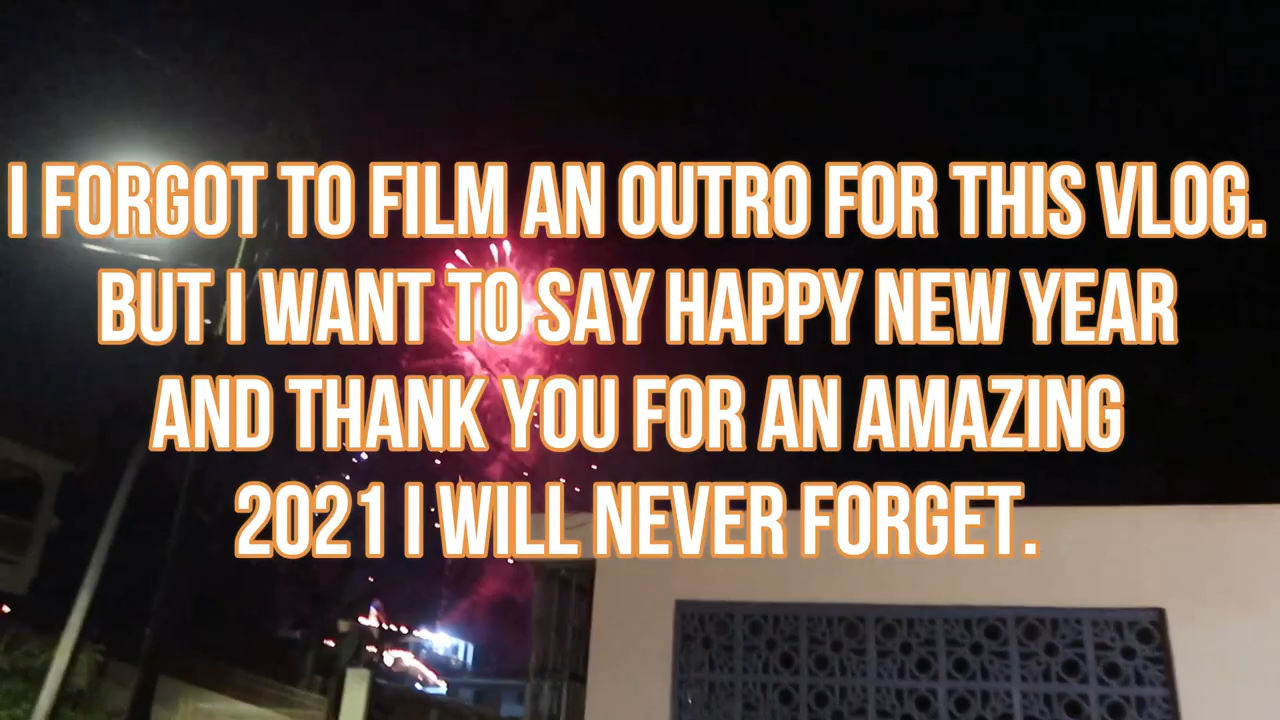 I FORGOT TO FILM AN OUTRO FOR THIS VLOG.
BUT I WANT TO SAY HAPPY NEW YEAR
AND THANK YOU FOR AN AMAZING
2021 I WILL NEVER FORGET.